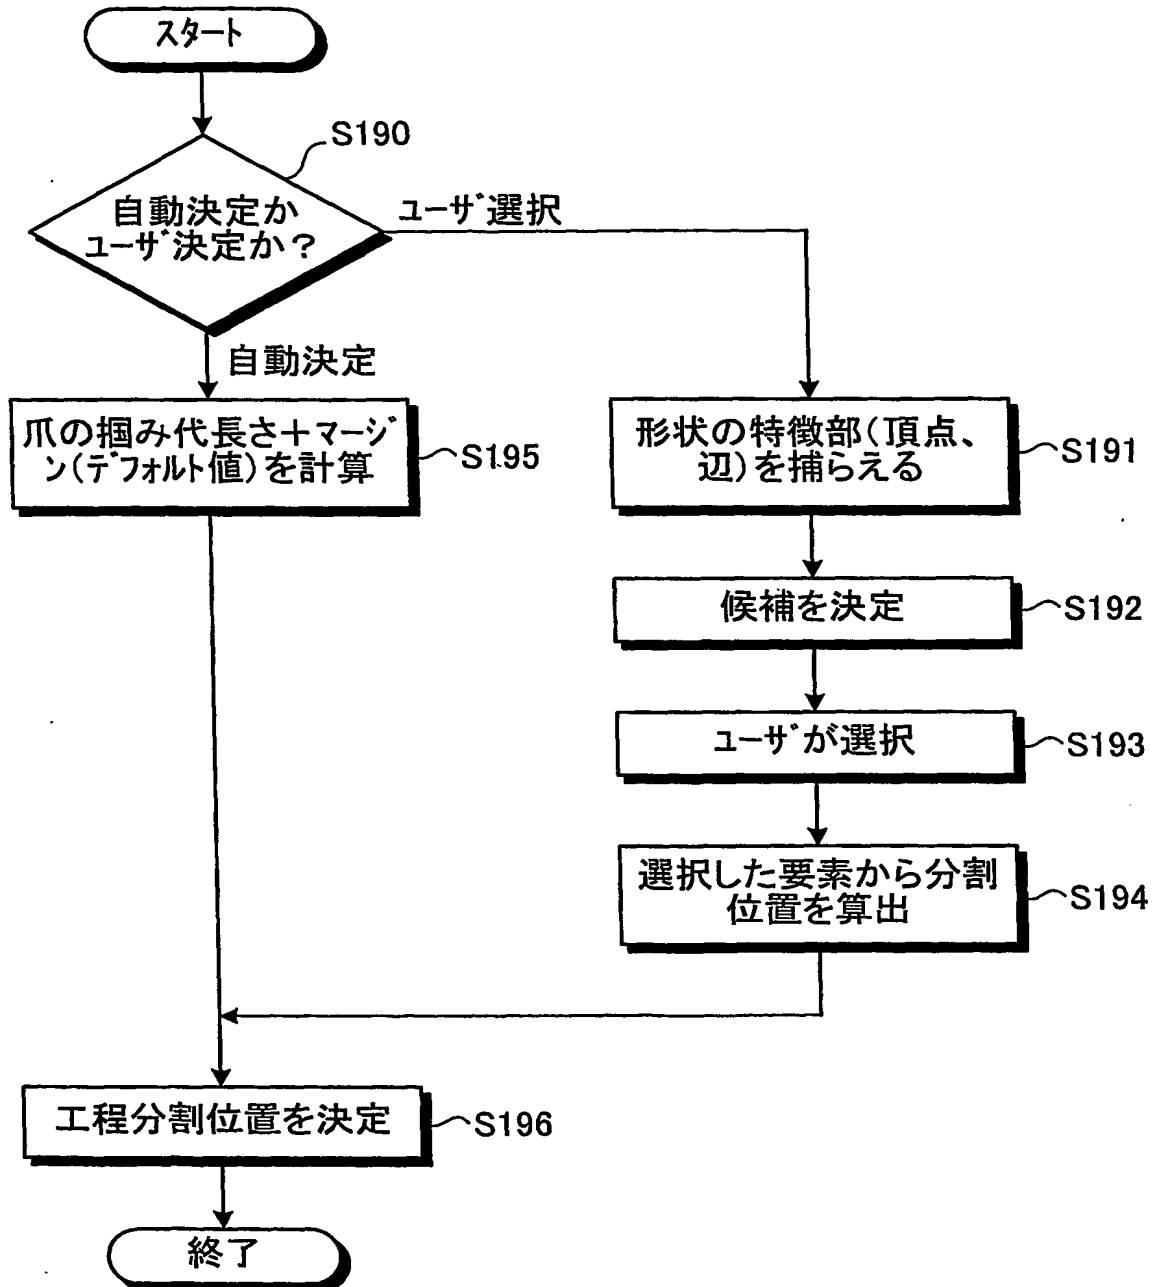 スタート
S190
自動決定か
ユーザ決定か?
ユーザ選択
自動決定
爪の掴み代長さ+マージ
ン(デフォルト値)を計算
S195
形状の特徴部(頂点、
辺)を捕らえる
S191
候補を決定
S192
ユーザが選択
S193
選択した要素から分割
位置を算出
S194
工程分割位置を決定
S196
終了